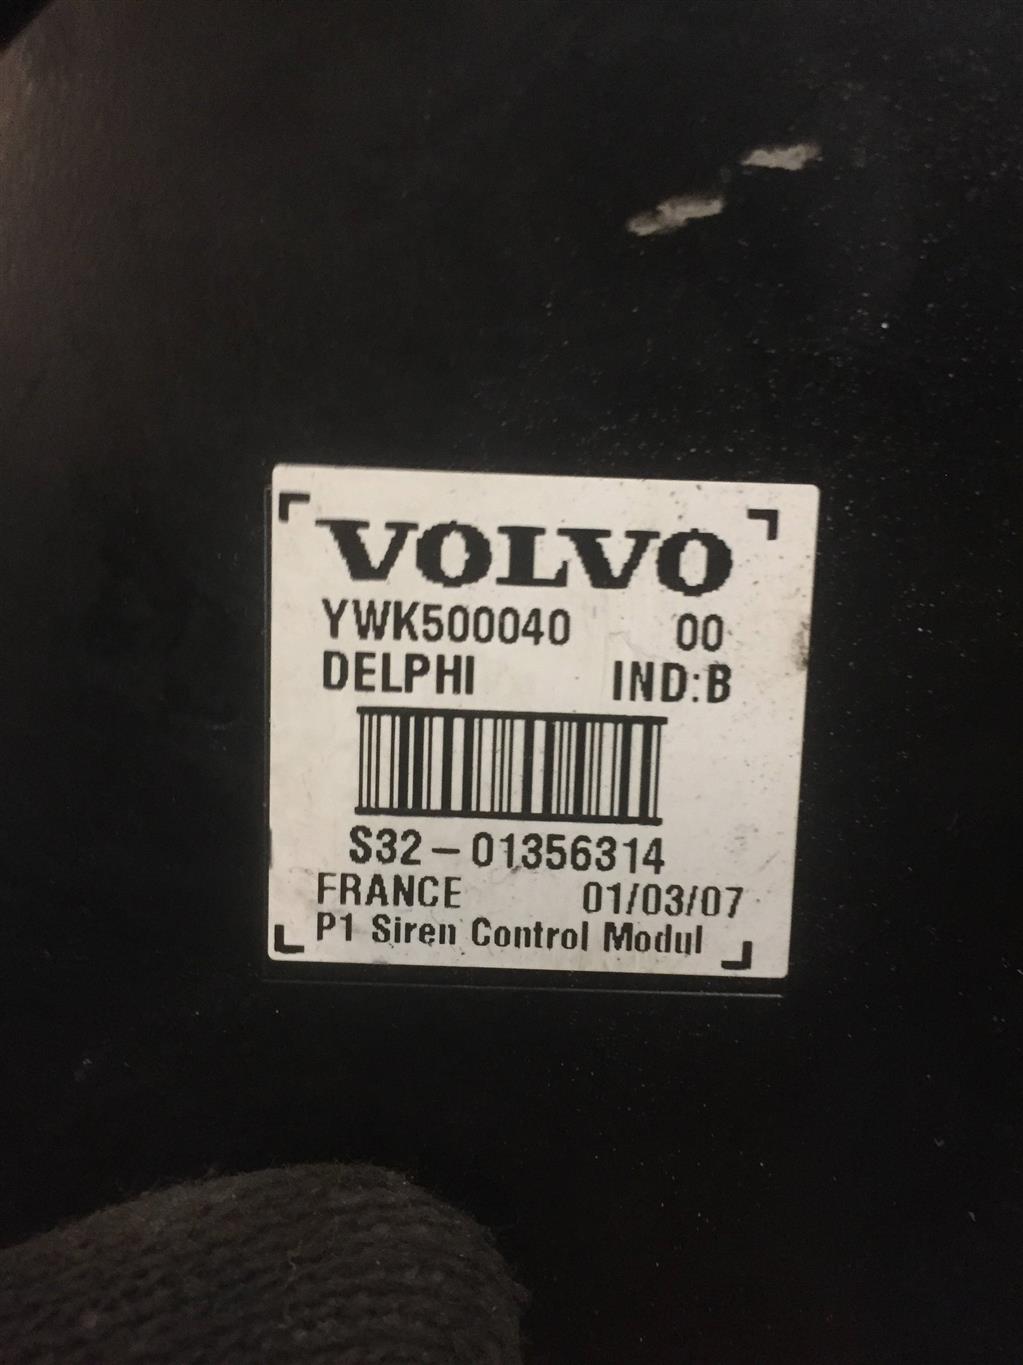 VOLVO
YWK500040 00
DELPHI IND:B
S32-01356314
FRANCE 01/03/07
P1 Siren Control Modul